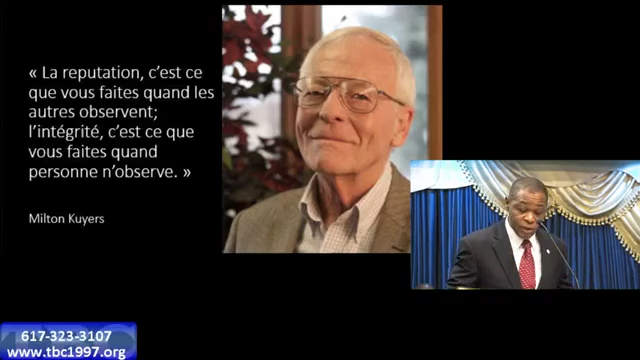 « La reputation, c'est ce
que vous faites quand les
autres observent;
l'intégrité, c'est ce que
vous faites quand
personne n'observe. »
Milton Kuyers
617-323-3107
www.tbc1997.org